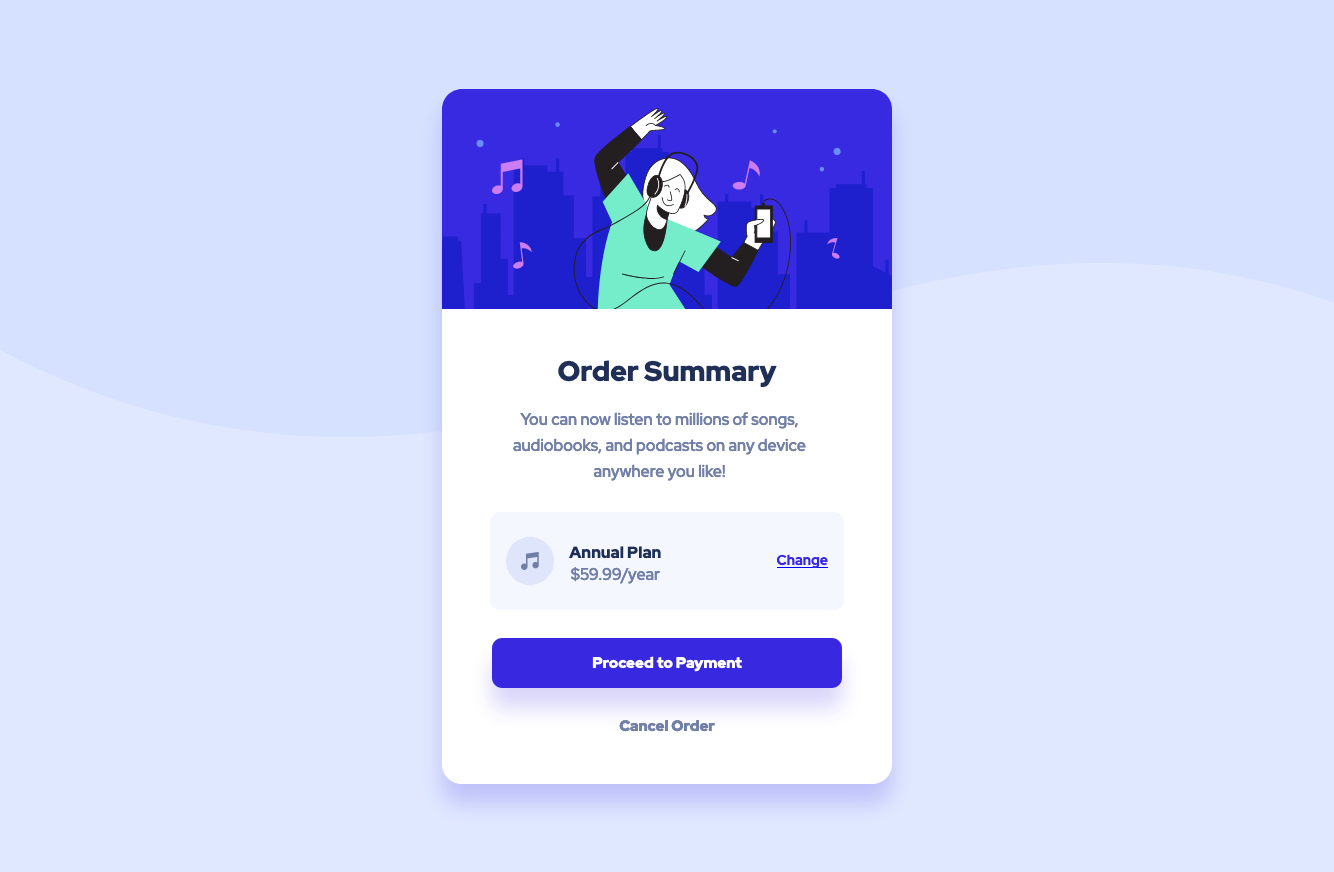 Order Summary
You can now listen to millions of songs,
audiobooks, and podcasts on any device
anywhere you like!
Annual Plan
$59.99/year
Change
Proceed to Payment
Cancel Order